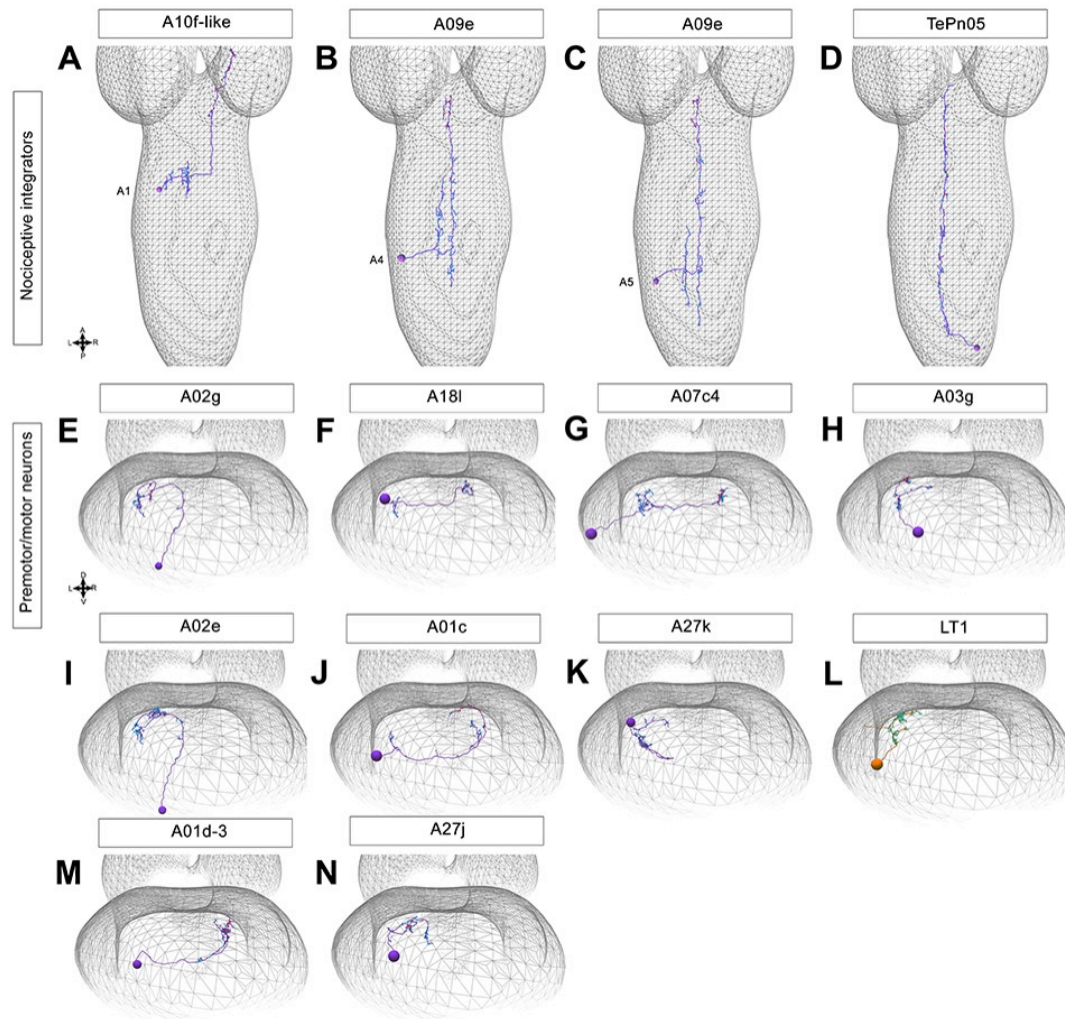 A10f-like
A09e
A09e
TePn05
A
B
C
D
Nociceptive integrators
A1
A4
A5
A
L R
P
A02g
A18l
A07c4
A03g
E
F
G
H
Premotor/motor neurons
D
L R
V
A02e
A01c
A27k
LT1
I
J
K
L
A01d-3
A27j
M
N